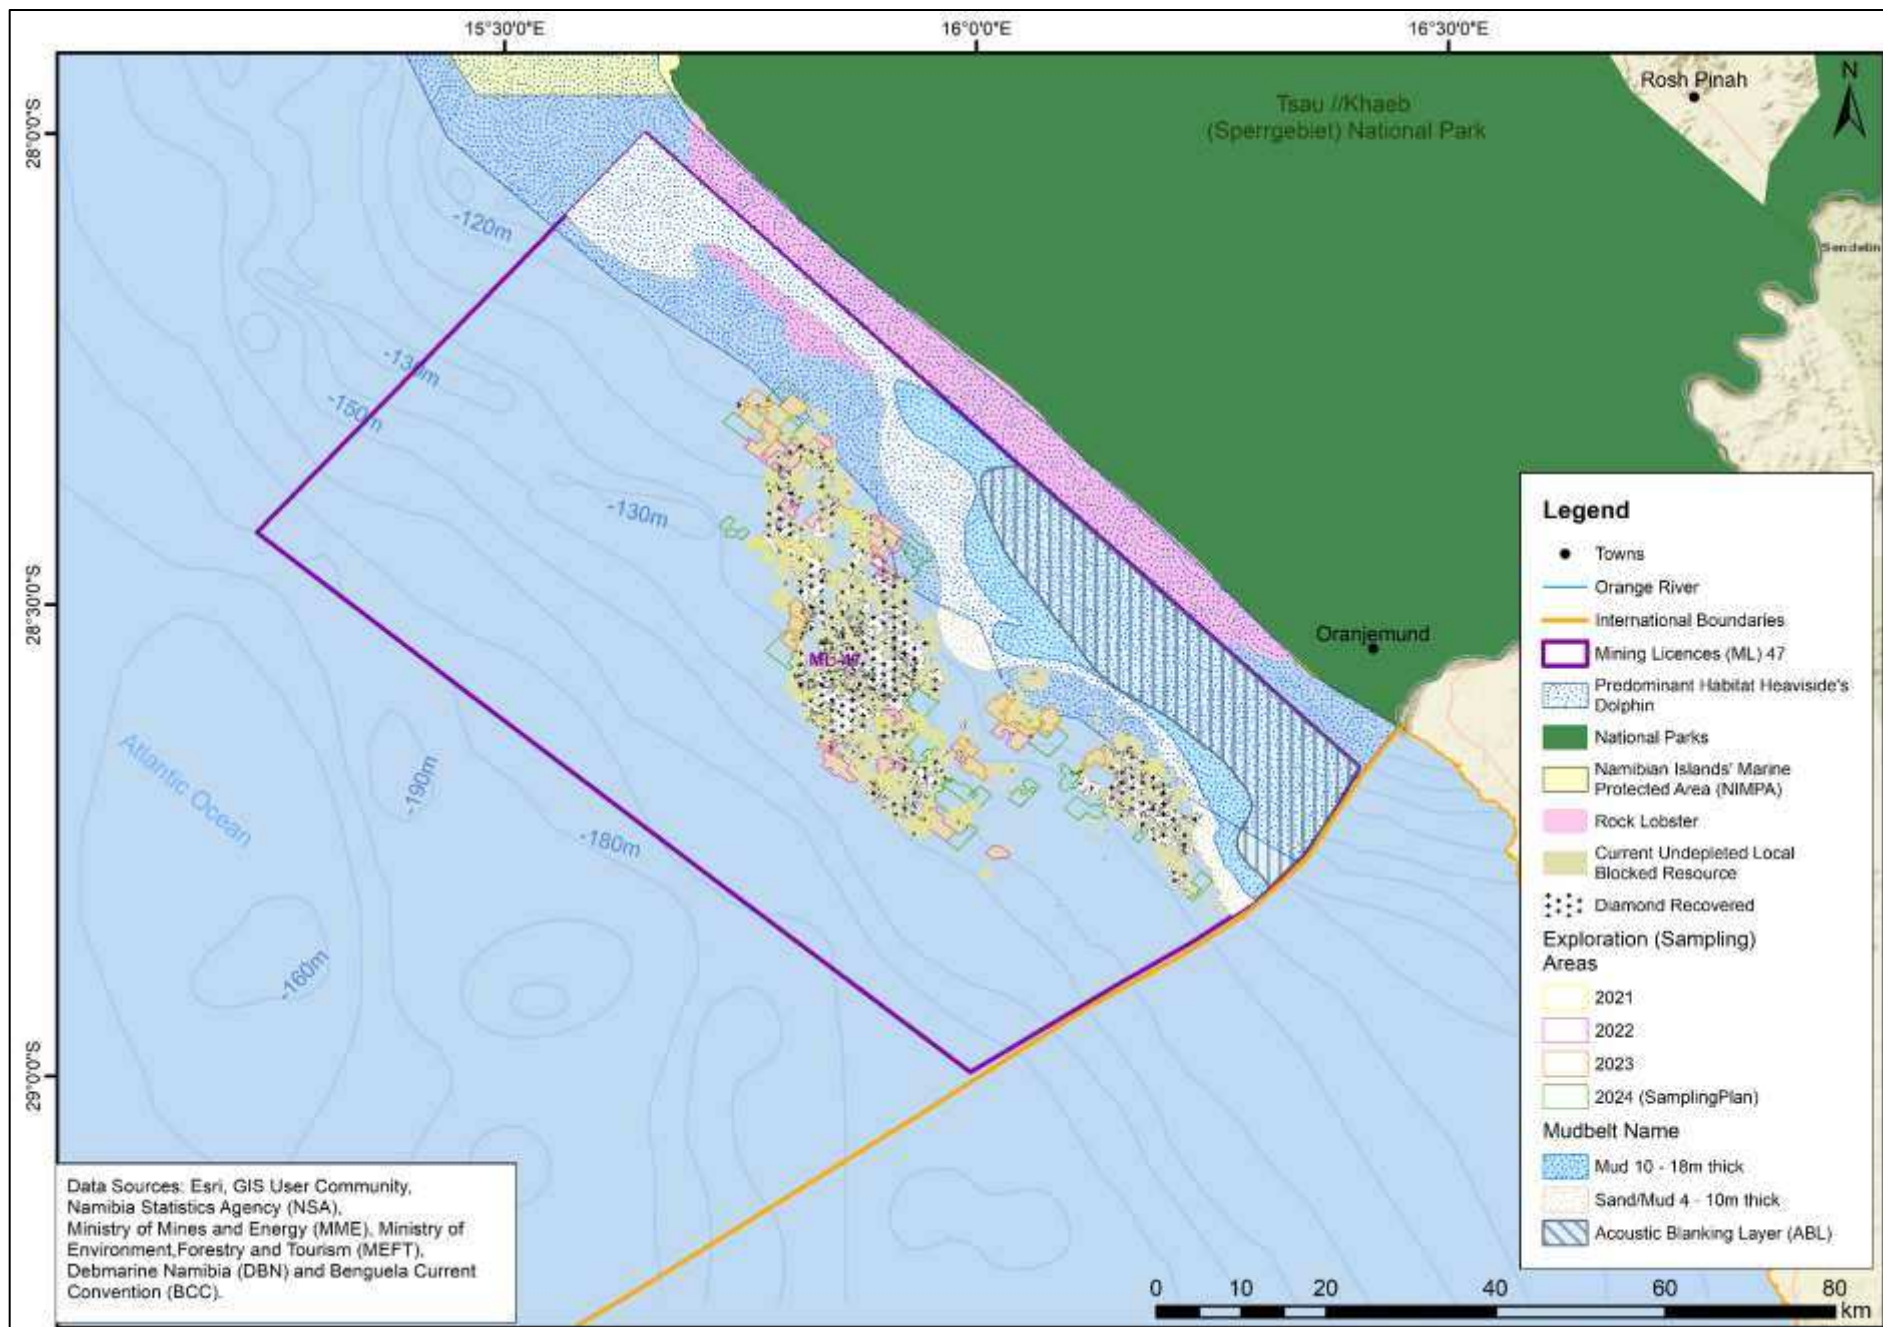 15°30'0"E
16°0'0"E
16°30'0"E
28°0'0"S
28°30'0"S
29°0'0"S
Rosh Pinah
N
Tsau //Khaeb
(Sperrgebiet) National Park
Sendelin
-120m
-130m
-150m
-130m
ML 47
Oranjemund
Atlantic Ocean
-190m
-180m
-160m
Legend
Towns
Orange River
International Boundaries
Mining Licences (ML) 47
Predominant Habitat Heaviside's
Dolphin
National Parks
Namibian Islands' Marine
Protected Area (NIMPA)
Rock Lobster
Current Undepleted Local
Blocked Resource
Diamond Recovered
Exploration (Sampling)
Areas
2021
2022
2023
2024 (SamplingPlan)
Mudbelt Name
Mud 10 - 18m thick
Sand/Mud 4 - 10m thick
Acoustic Blanking Layer (ABL)
Data Sources: Esri, GIS User Community,
Namibia Statistics Agency (NSA),
Ministry of Mines and Energy (MME), Ministry of
Environment,Forestry and Tourism (MEFT),
Debmarine Namibia (DBN) and Benguela Current
Convention (BCC).
0 10 20 40 60 80
km